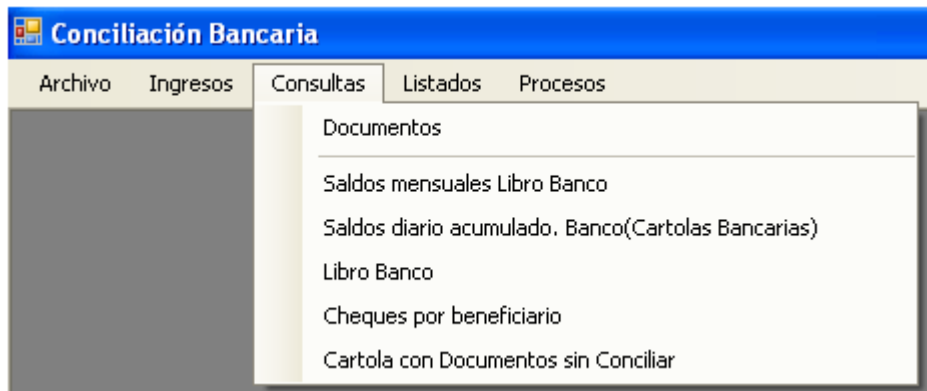 Conciliación Bancaria
Archivo Ingresos Consultas Listados Procesos
Documentos
Saldos mensuales Libro Banco
Saldos diario acumulado. Banco(Cartolas Bancarias)
Libro Banco
Cheques por beneficiario
Cartola con Documentos sin Conciliar